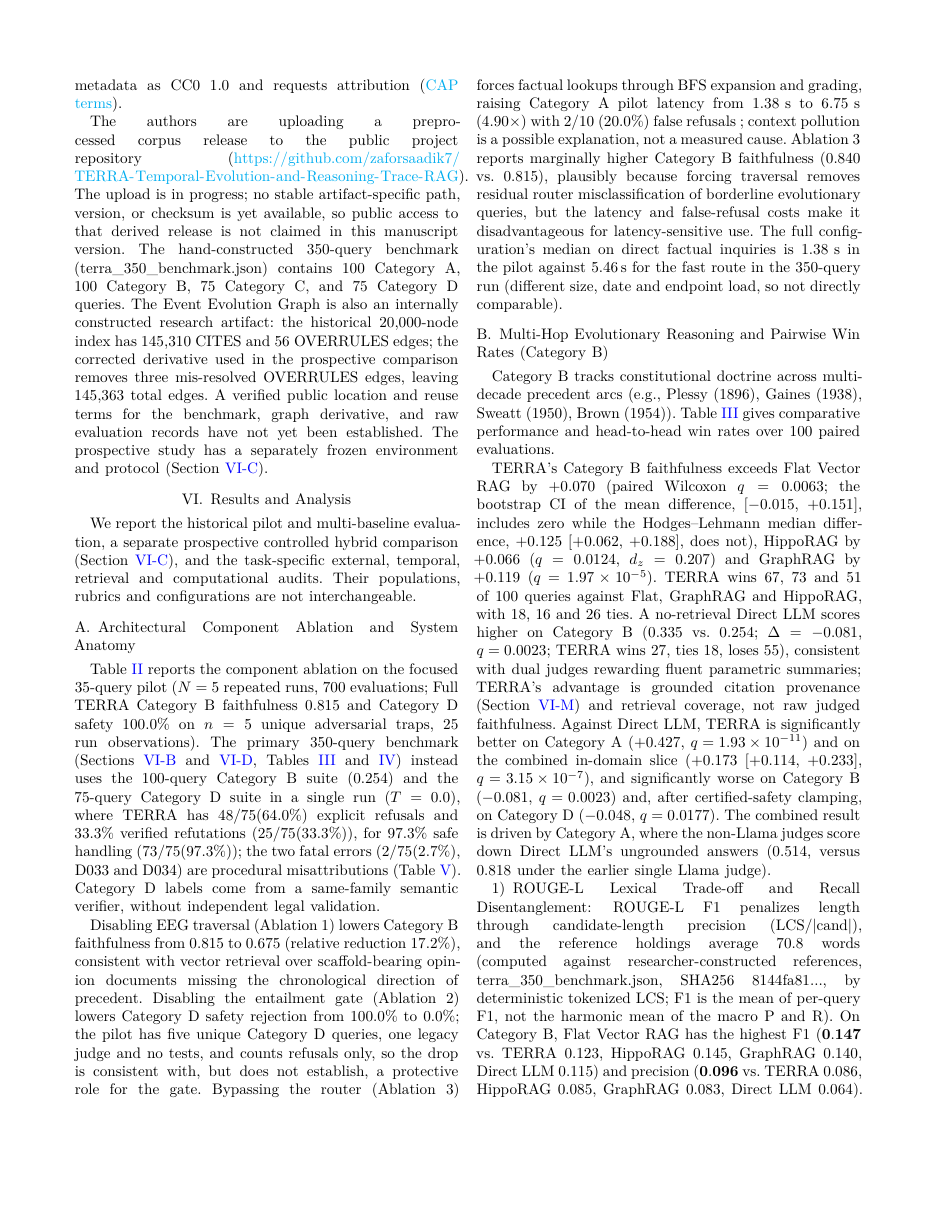 metadata as CC0 1.0 and requests attribution (CAP
terms).
The authors are uploading a prepro-
cessed corpus release to the public project
repository (https://github.com/zaforsaadik7/
TERRA-Temporal-Evolution-and-Reasoning-Trace-RAG).
The upload is in progress; no stable artifact-specific path,
version, or checksum is yet available, so public access to
that derived release is not claimed in this manuscript
version. The hand-constructed 350-query benchmark
(terra_350_benchmark.json) contains 100 Category A,
100 Category B, 75 Category C, and 75 Category D
queries. The Event Evolution Graph is also an internally
constructed research artifact: the historical 20,000-node
index has 145,310 CITES and 56 OVERRULES edges; the
corrected derivative used in the prospective comparison
removes three mis-resolved OVERRULES edges, leaving
145,363 total edges. A verified public location and reuse
terms for the benchmark, graph derivative, and raw
evaluation records have not yet been established. The
prospective study has a separately frozen environment
and protocol (Section VI-C).
VI. Results and Analysis
We report the historical pilot and multi-baseline evalua-
tion, a separate prospective controlled hybrid comparison
(Section VI-C), and the task-specific external, temporal,
retrieval and computational audits. Their populations,
rubrics and configurations are not interchangeable.
A. Architectural Component Ablation and System
Anatomy
Table II reports the component ablation on the focused
35-query pilot (N = 5 repeated runs, 700 evaluations; Full
TERRA Category B faithfulness 0.815 and Category D
safety 100.0% on n = 5 unique adversarial traps, 25
run observations). The primary 350-query benchmark
(Sections VI-B and VI-D, Tables III and IV) instead
uses the 100-query Category B suite (0.254) and the
75-query Category D suite in a single run (T = 0.0),
where TERRA has 48/75(64.0%) explicit refusals and
33.3% verified refutations (25/75(33.3%)), for 97.3% safe
handling (73/75(97.3%)); the two fatal errors (2/75(2.7%),
D033 and D034) are procedural misattributions (Table V).
Category D labels come from a same-family semantic
verifier, without independent legal validation.
Disabling EEG traversal (Ablation 1) lowers Category B
faithfulness from 0.815 to 0.675 (relative reduction 17.2%),
consistent with vector retrieval over scaffold-bearing opin-
ion documents missing the chronological direction of
precedent. Disabling the entailment gate (Ablation 2)
lowers Category D safety rejection from 100.0% to 0.0%;
the pilot has five unique Category D queries, one legacy
judge and no tests, and counts refusals only, so the drop
is consistent with, but does not establish, a protective
role for the gate. Bypassing the router (Ablation 3)
forces factual lookups through BFS expansion and grading,
raising Category A pilot latency from 1.38 s to 6.75 s
(4.90×) with 2/10 (20.0%) false refusals ; context pollution
is a possible explanation, not a measured cause. Ablation 3
reports marginally higher Category B faithfulness (0.840
vs. 0.815), plausibly because forcing traversal removes
residual router misclassification of borderline evolutionary
queries, but the latency and false-refusal costs make it
disadvantageous for latency-sensitive use. The full config-
uration's median on direct factual inquiries is 1.38 s in
the pilot against 5.46 s for the fast route in the 350-query
run (different size, date and endpoint load, so not directly
comparable).
B. Multi-Hop Evolutionary Reasoning and Pairwise Win
Rates (Category B)
Category B tracks constitutional doctrine across multi-
decade precedent arcs (e.g., Plessy (1896), Gaines (1938),
Sweatt (1950), Brown (1954)). Table III gives comparative
performance and head-to-head win rates over 100 paired
evaluations.
TERRA's Category B faithfulness exceeds Flat Vector
RAG by +0.070 (paired Wilcoxon q = 0.0063; the
bootstrap CI of the mean difference, [−0.015, +0.151],
includes zero while the Hodges–Lehmann median differ-
ence, +0.125 [+0.062, +0.188], does not), HippoRAG by
+0.066 (q = 0.0124, d_z = 0.207) and GraphRAG by
+0.119 (q = 1.97 × 10⁻⁵). TERRA wins 67, 73 and 51
of 100 queries against Flat, GraphRAG and HippoRAG,
with 18, 16 and 26 ties. A no-retrieval Direct LLM scores
higher on Category B (0.335 vs. 0.254; Δ = −0.081,
q = 0.0023; TERRA wins 27, ties 18, loses 55), consistent
with dual judges rewarding fluent parametric summaries;
TERRA's advantage is grounded citation provenance
(Section VI-M) and retrieval coverage, not raw judged
faithfulness. Against Direct LLM, TERRA is significantly
better on Category A (+0.427, q = 1.93 × 10⁻¹¹) and on
the combined in-domain slice (+0.173 [+0.114, +0.233],
q = 3.15 × 10⁻⁷), and significantly worse on Category B
(−0.081, q = 0.0023) and, after certified-safety clamping,
on Category D (−0.048, q = 0.0177). The combined result
is driven by Category A, where the non-Llama judges score
down Direct LLM's ungrounded answers (0.514, versus
0.818 under the earlier single Llama judge).
1) ROUGE-L Lexical Trade-off and Recall
Disentanglement: ROUGE-L F1 penalizes length
through candidate-length precision (LCS/|cand|),
and the reference holdings average 70.8 words
(computed against researcher-constructed references,
terra_350_benchmark.json, SHA256 8144fa81..., by
deterministic tokenized LCS; F1 is the mean of per-query
F1, not the harmonic mean of the macro P and R). On
Category B, Flat Vector RAG has the highest F1 (0.147
vs. TERRA 0.123, HippoRAG 0.145, GraphRAG 0.140,
Direct LLM 0.115) and precision (0.096 vs. TERRA 0.086,
HippoRAG 0.085, GraphRAG 0.083, Direct LLM 0.064).